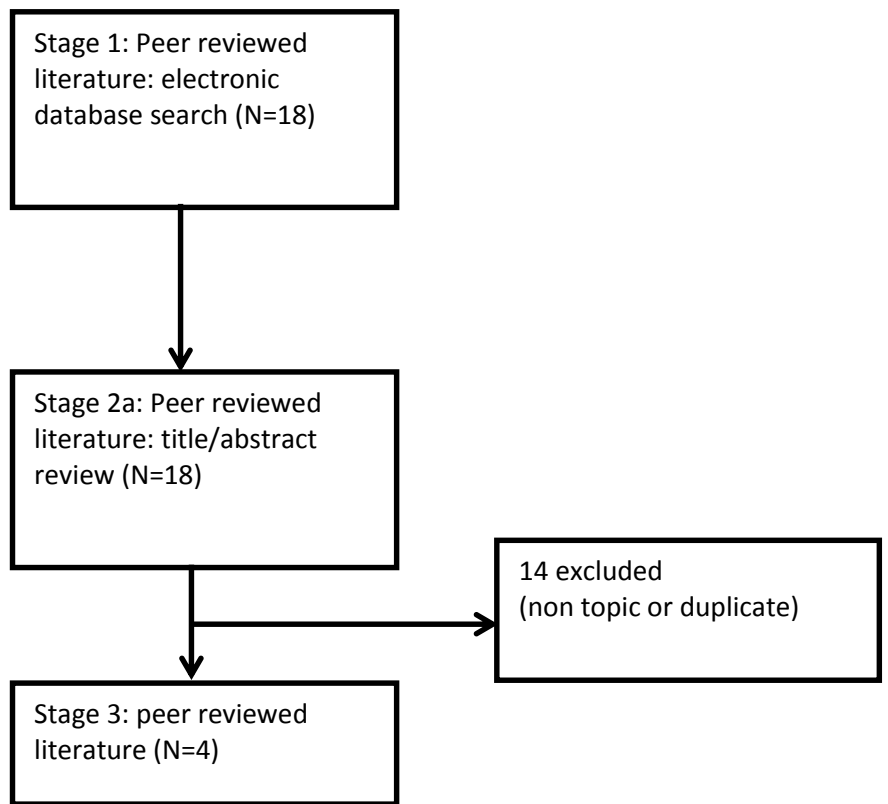 Stage 1: Peer reviewed
literature: electronic
database search (N=18)
Stage 2a: Peer reviewed
literature: title/abstract
review (N=18)
14 excluded
(non topic or duplicate)
Stage 3: peer reviewed
literature (N=4)